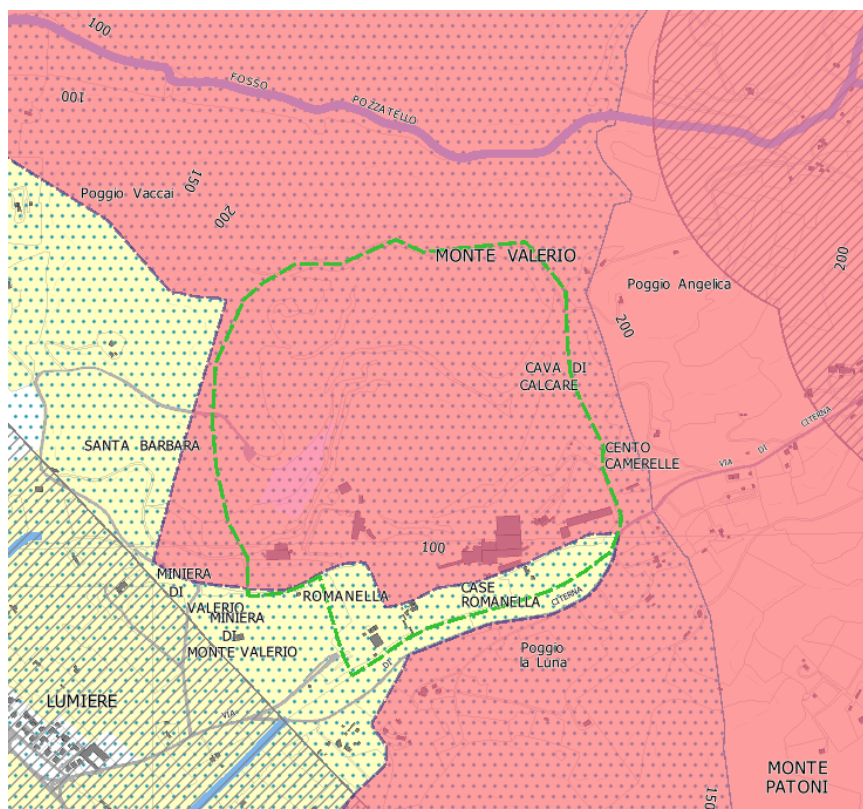 100
FOSSO
100
POZZATELLO
150
Poggio Vaccai
200
MONTE VALERIO
200
Poggio Angelica
200
CAVA DI
CALCARE
CITERNA
SANTA BARBARA
CENTO
CAMERELLE
DI
VIA
100
MINIERA
DI
VALERIO
ROMANELLA
CASE
ROMANELLA
CITERNA
MINIERA
DI
MONTE VALERIO
Poggio
la Luna
DI
LUMIERE
VIA
MONTE
PATONI
150